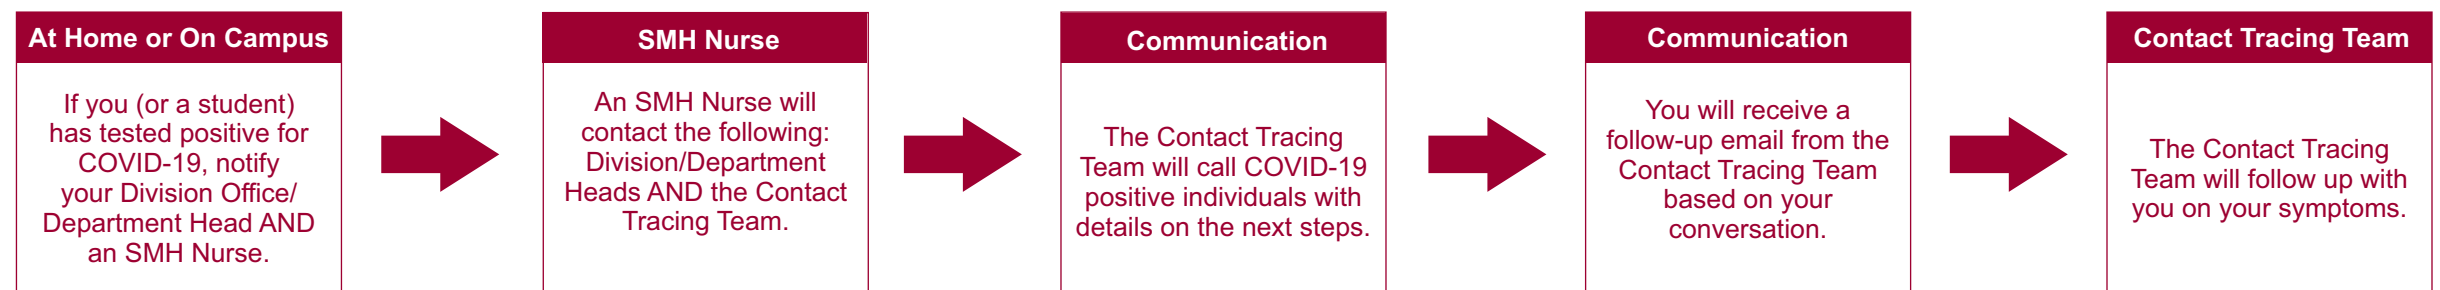 At Home or On Campus
If you (or a student)
has tested positive for
COVID-19, notify
your Division Office/
Department Head AND
an SMH Nurse.
SMH Nurse
An SMH Nurse will
contact the following:
Division/Department
Heads AND the Contact
Tracing Team.
Communication
The Contact Tracing
Team will call COVID-19
positive individuals with
details on the next steps.
Communication
You will receive a
follow-up email from the
Contact Tracing Team
based on your
conversation.
Contact Tracing Team
The Contact Tracing
Team will follow up with
you on your symptoms.